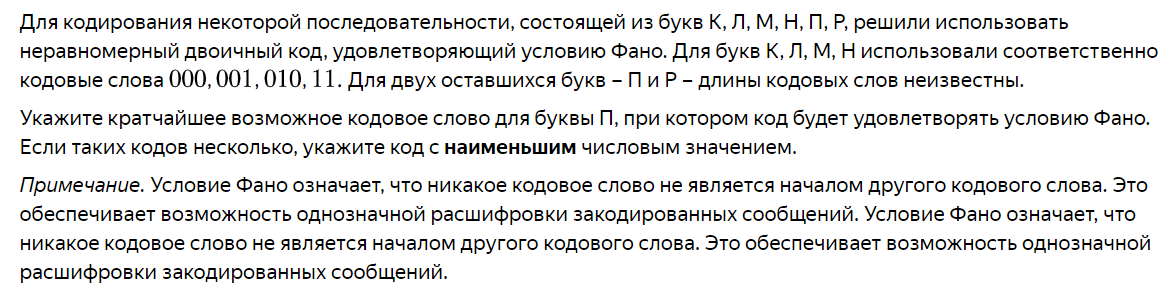 Для кодирования некоторой последовательности, состоящей из букв К, Л, М, Н, П, Р, решили использовать
неравномерный двоичный код, удовлетворяющий условию Фано. Для букв К, Л, М, Н использовали соответственно
кодовые слова 000, 001, 010, 11. Для двух оставшихся букв – П и Р – длины кодовых слов неизвестны.
Укажите кратчайшее возможное кодовое слово для буквы П, при котором код будет удовлетворять условию Фано.
Если таких кодов несколько, укажите код с наименьшим числовым значением.
Примечание. Условие Фано означает, что никакое кодовое слово не является началом другого кодового слова. Это
обеспечивает возможность однозначной расшифровки закодированных сообщений. Условие Фано означает, что
никакое кодовое слово не является началом другого кодового слова. Это обеспечивает возможность однозначной
расшифровки закодированных сообщений.